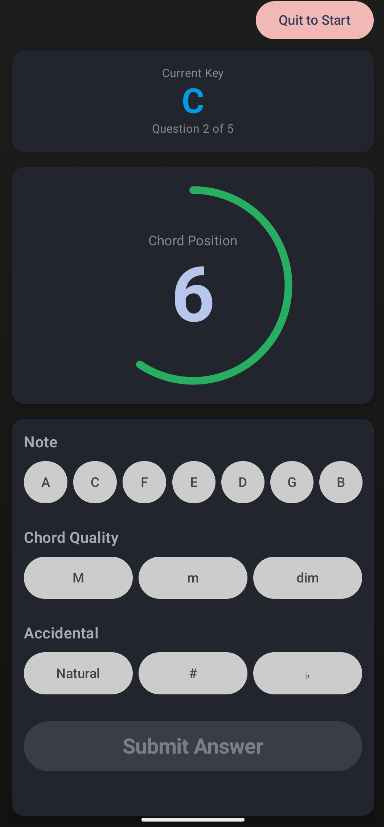 Quit to Start
Current Key
C
Question 2 of 5
Chord Position
6
Note
A C F E D G B
Chord Quality
M m dim
Accidental
Natural # ♭
Submit Answer